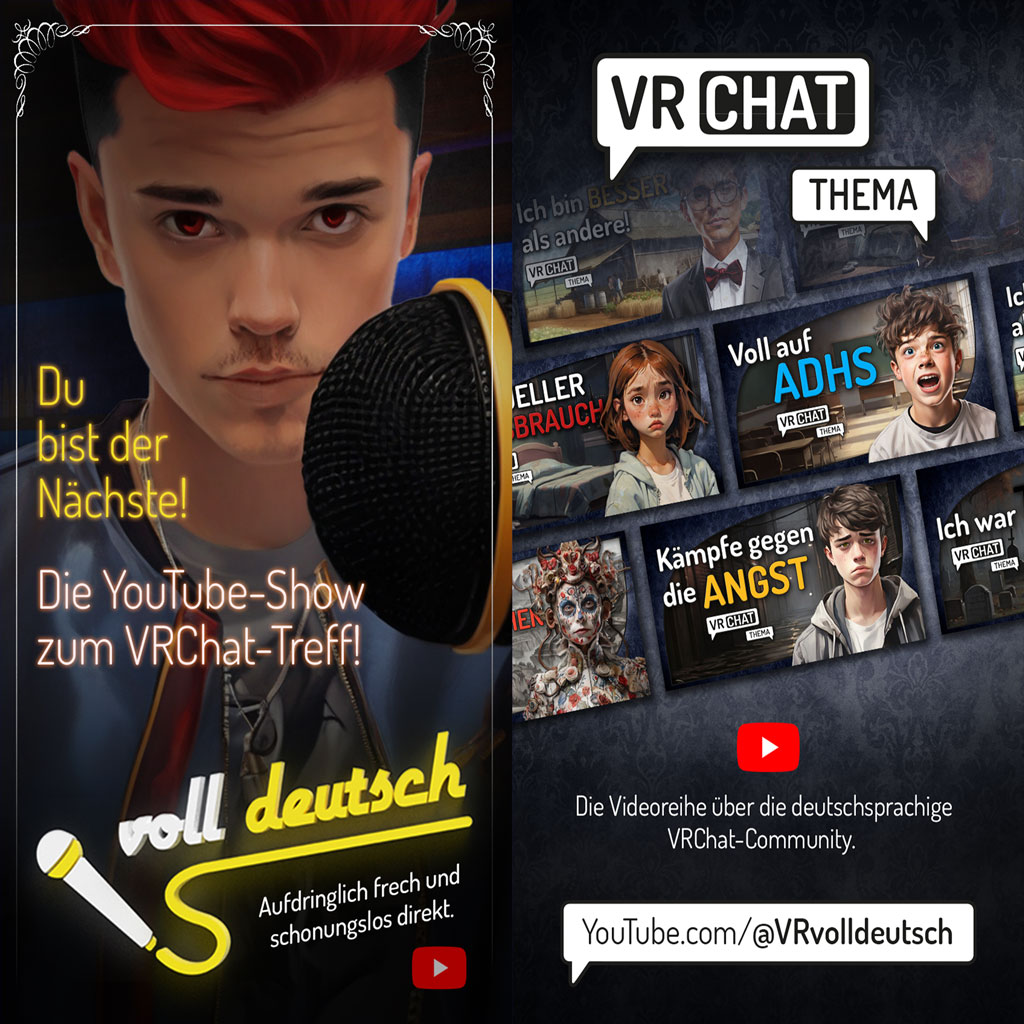 Du
bist der
Nächste!
Die YouTube-Show
zum VRChat-Treff!
voll deutsch
Aufdringlich frech und
schonungslos direkt.
VR CHAT
THEMA
Ich bin BESSER
als andere!
VR CHAT
THEMA
THEMA
Voll auf
ADHS
VR CHAT
THEMA
Kämpfe gegen
die ANGST
VR CHAT
THEMA
Ich war
VR CHAT
THEMA
Die Videoreihe über die deutschsprachige
VRChat-Community.
YouTube.com/@VRvolldeutsch